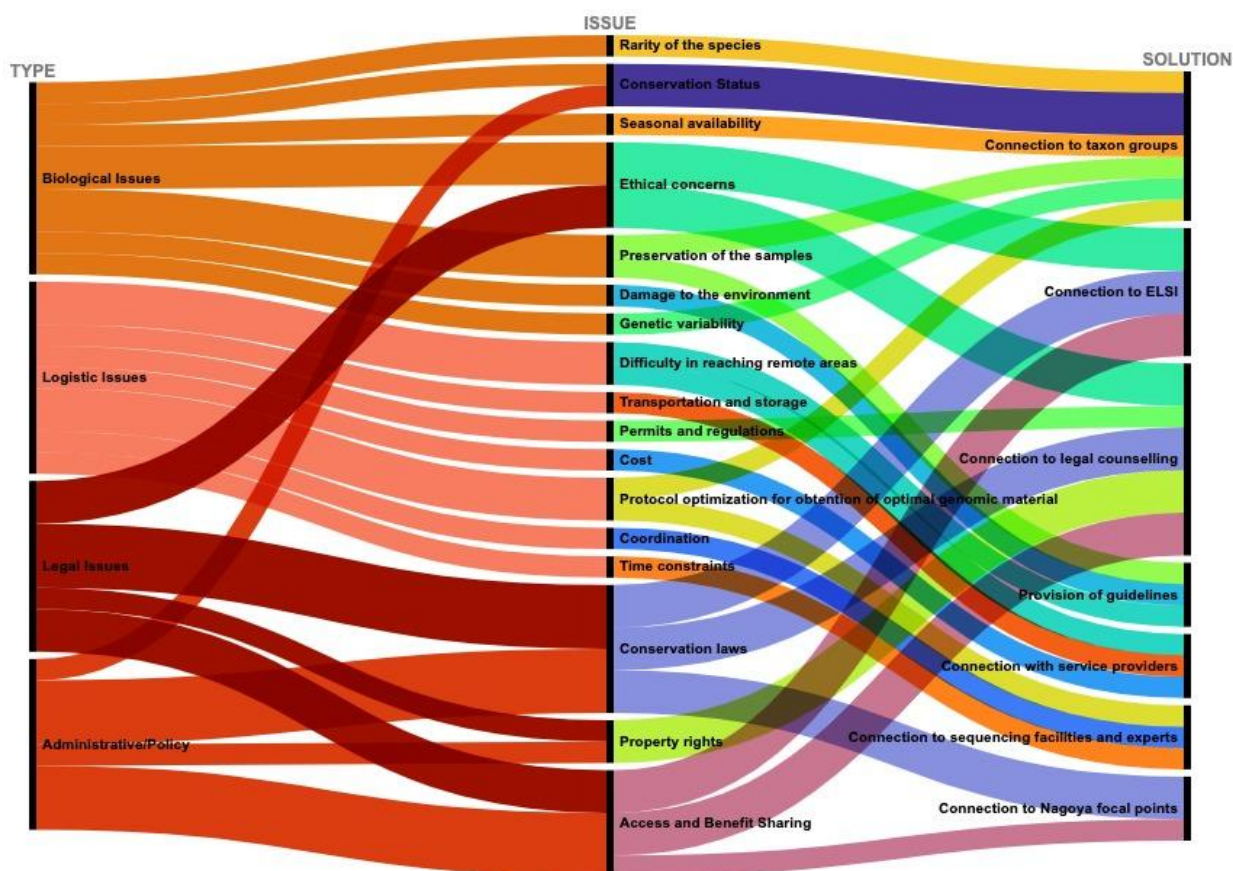 TYPE
ISSUE
SOLUTION
Biological Issues
Logistic Issues
Legal Issues
Administrative/Policy
Rarity of the species
Conservation Status
Seasonal availability
Ethical concerns
Preservation of the samples
Damage to the environment
Genetic variability
Difficulty in reaching remote areas
Transportation and storage
Permits and regulations
Cost
Protocol optimization for obtention of optimal genomic material
Coordination
Time constraints
Conservation laws
Property rights
Access and Benefit Sharing
Connection to taxon groups
Connection to ELSI
Connection to legal counselling
Provision of guidelines
Connection with service providers
Connection to sequencing facilities and experts
Connection to Nagoya focal points